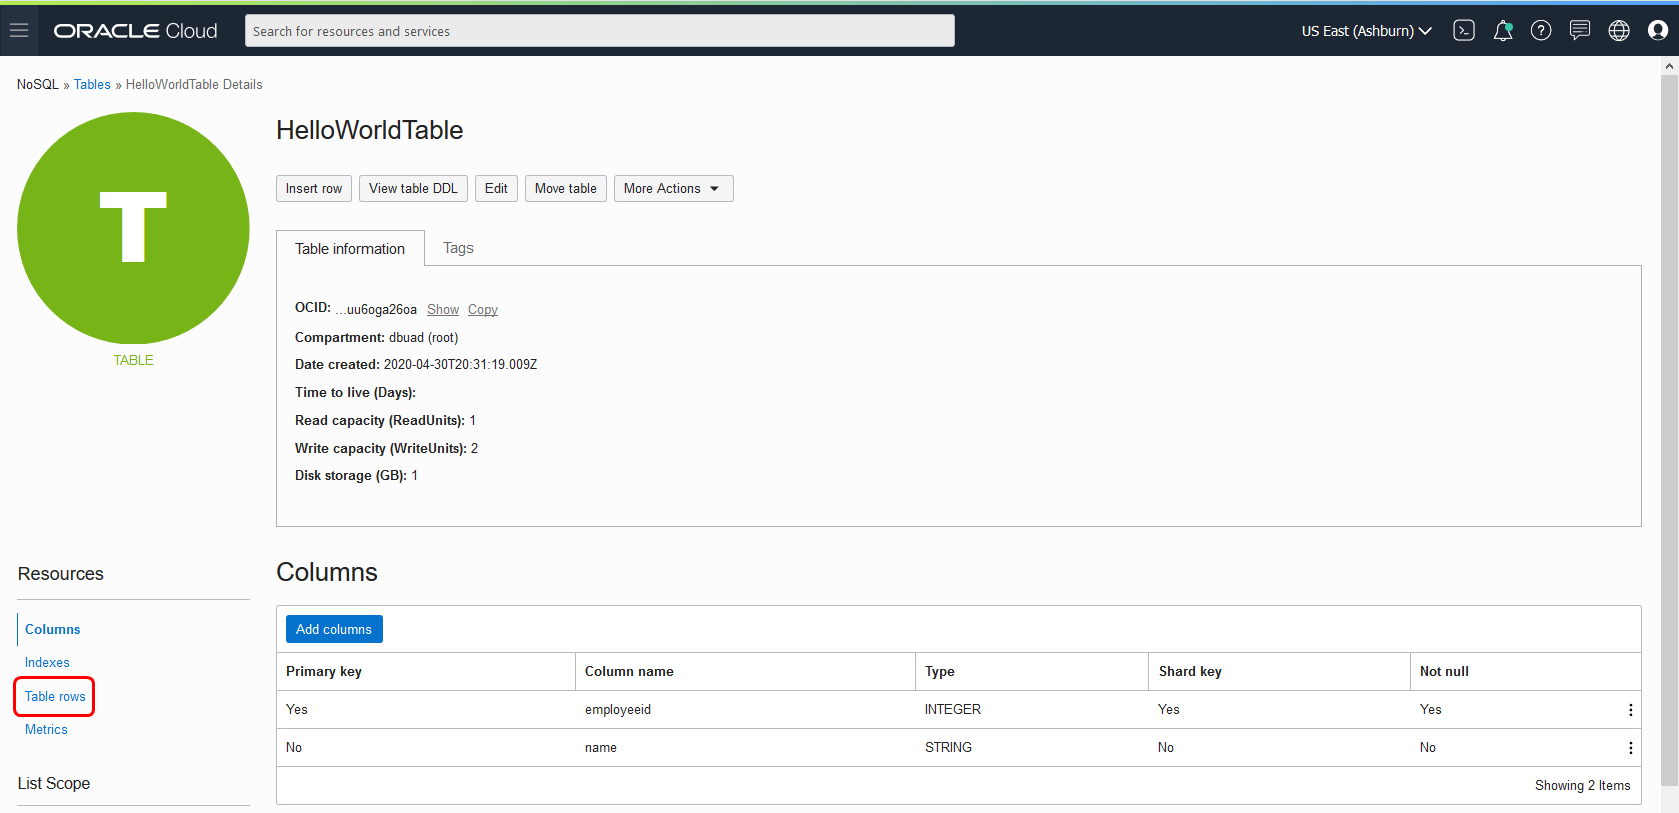 ORACLE Cloud
Search for resources and services
US East (Ashburn)
NoSQL » Tables » HelloWorldTable Details
T
TABLE
HelloWorldTable
Insert row
View table DDL
Edit
Move table
More Actions
Table information
Tags
OCID: ...uu6oga26oa Show Copy
Compartment: dbuad (root)
Date created: 2020-04-30T20:31:19.009Z
Time to live (Days):
Read capacity (ReadUnits): 1
Write capacity (WriteUnits): 2
Disk storage (GB): 1
Resources
Columns
Indexes
Table rows
Metrics
List Scope
Columns
Add columns
Primary key Column name Type Shard key Not null
Yes employeeid INTEGER Yes Yes
No name STRING No No
Showing 2 Items